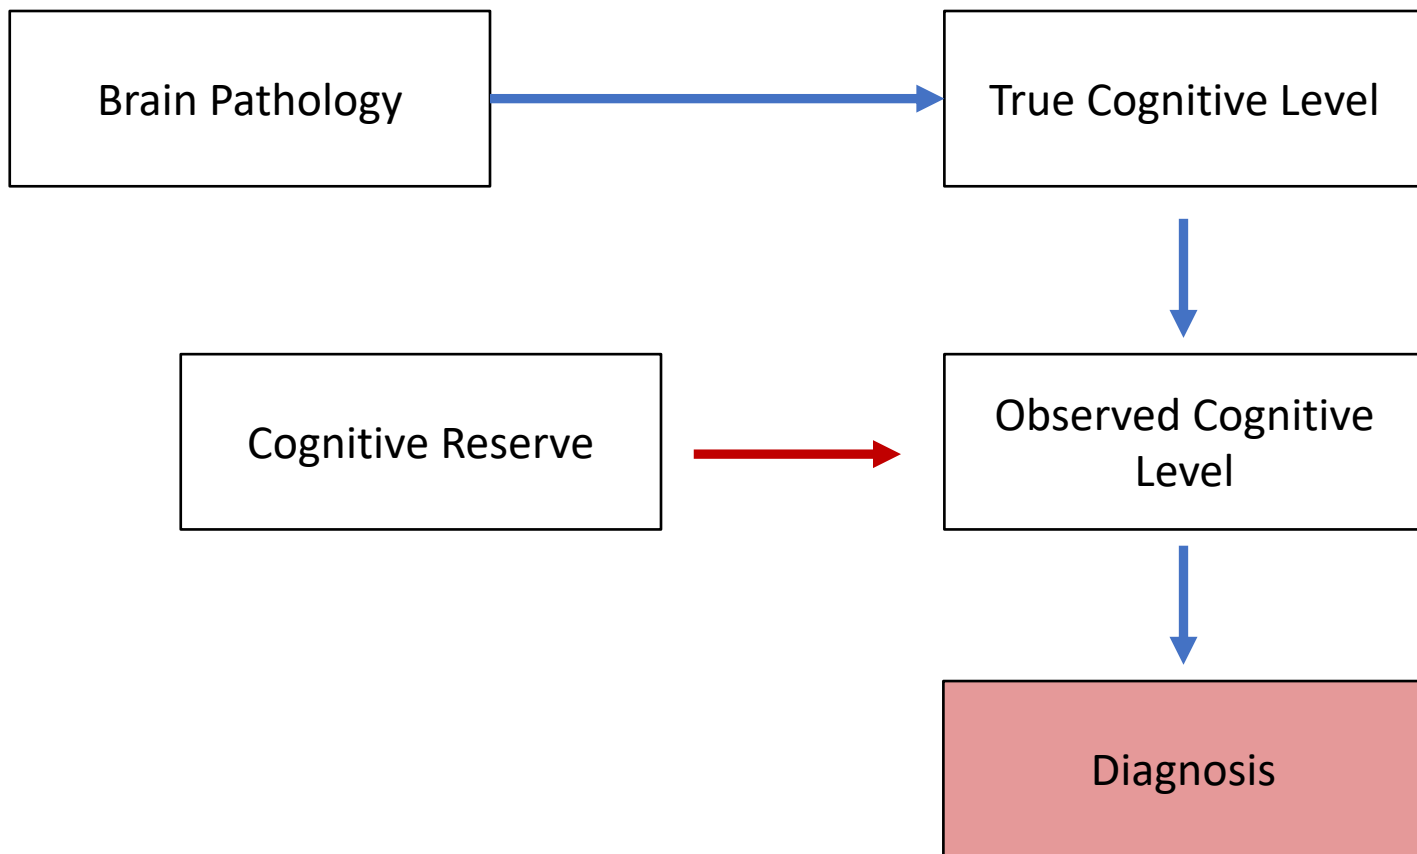 Brain Pathology
True Cognitive Level
Cognitive Reserve
Observed Cognitive
Level
Diagnosis